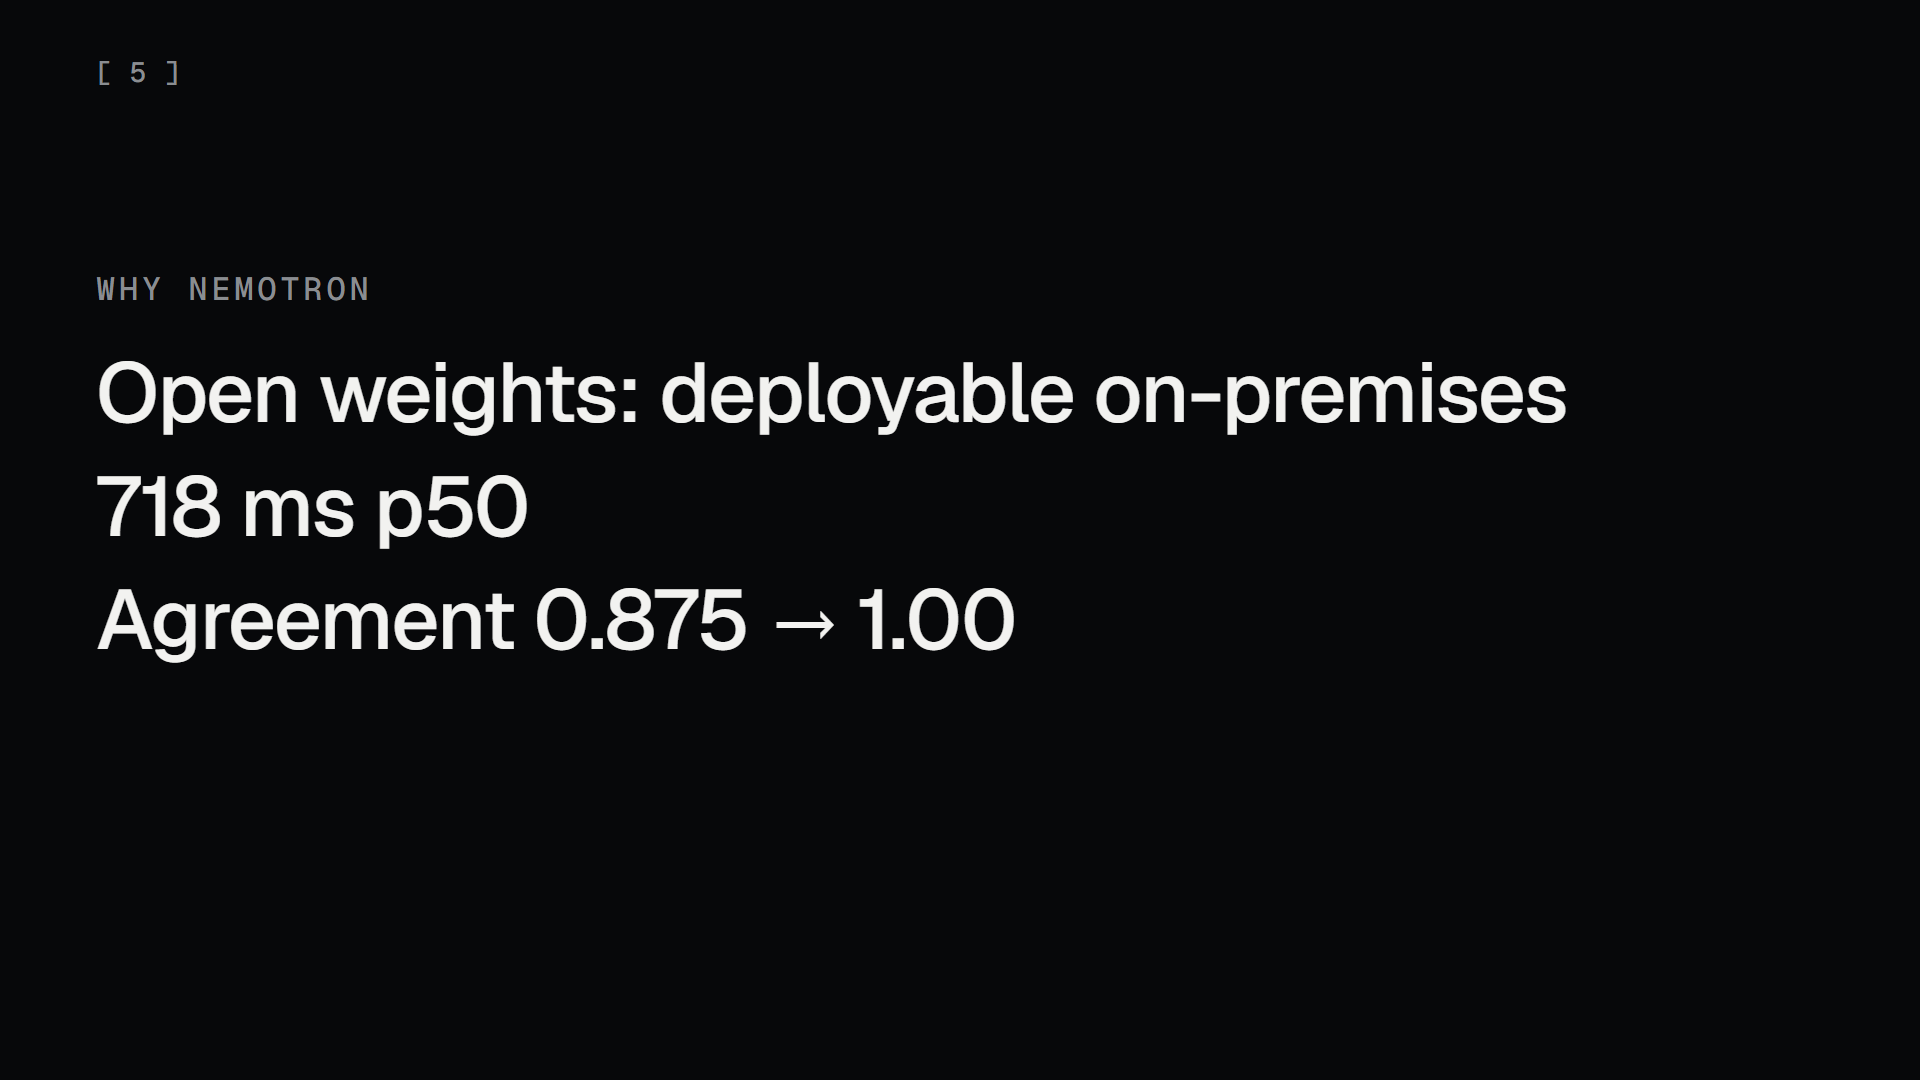 [ 5 ]
WHY NEMOTRON
Open weights: deployable on-premises
718 ms p50
Agreement 0.875 → 1.00